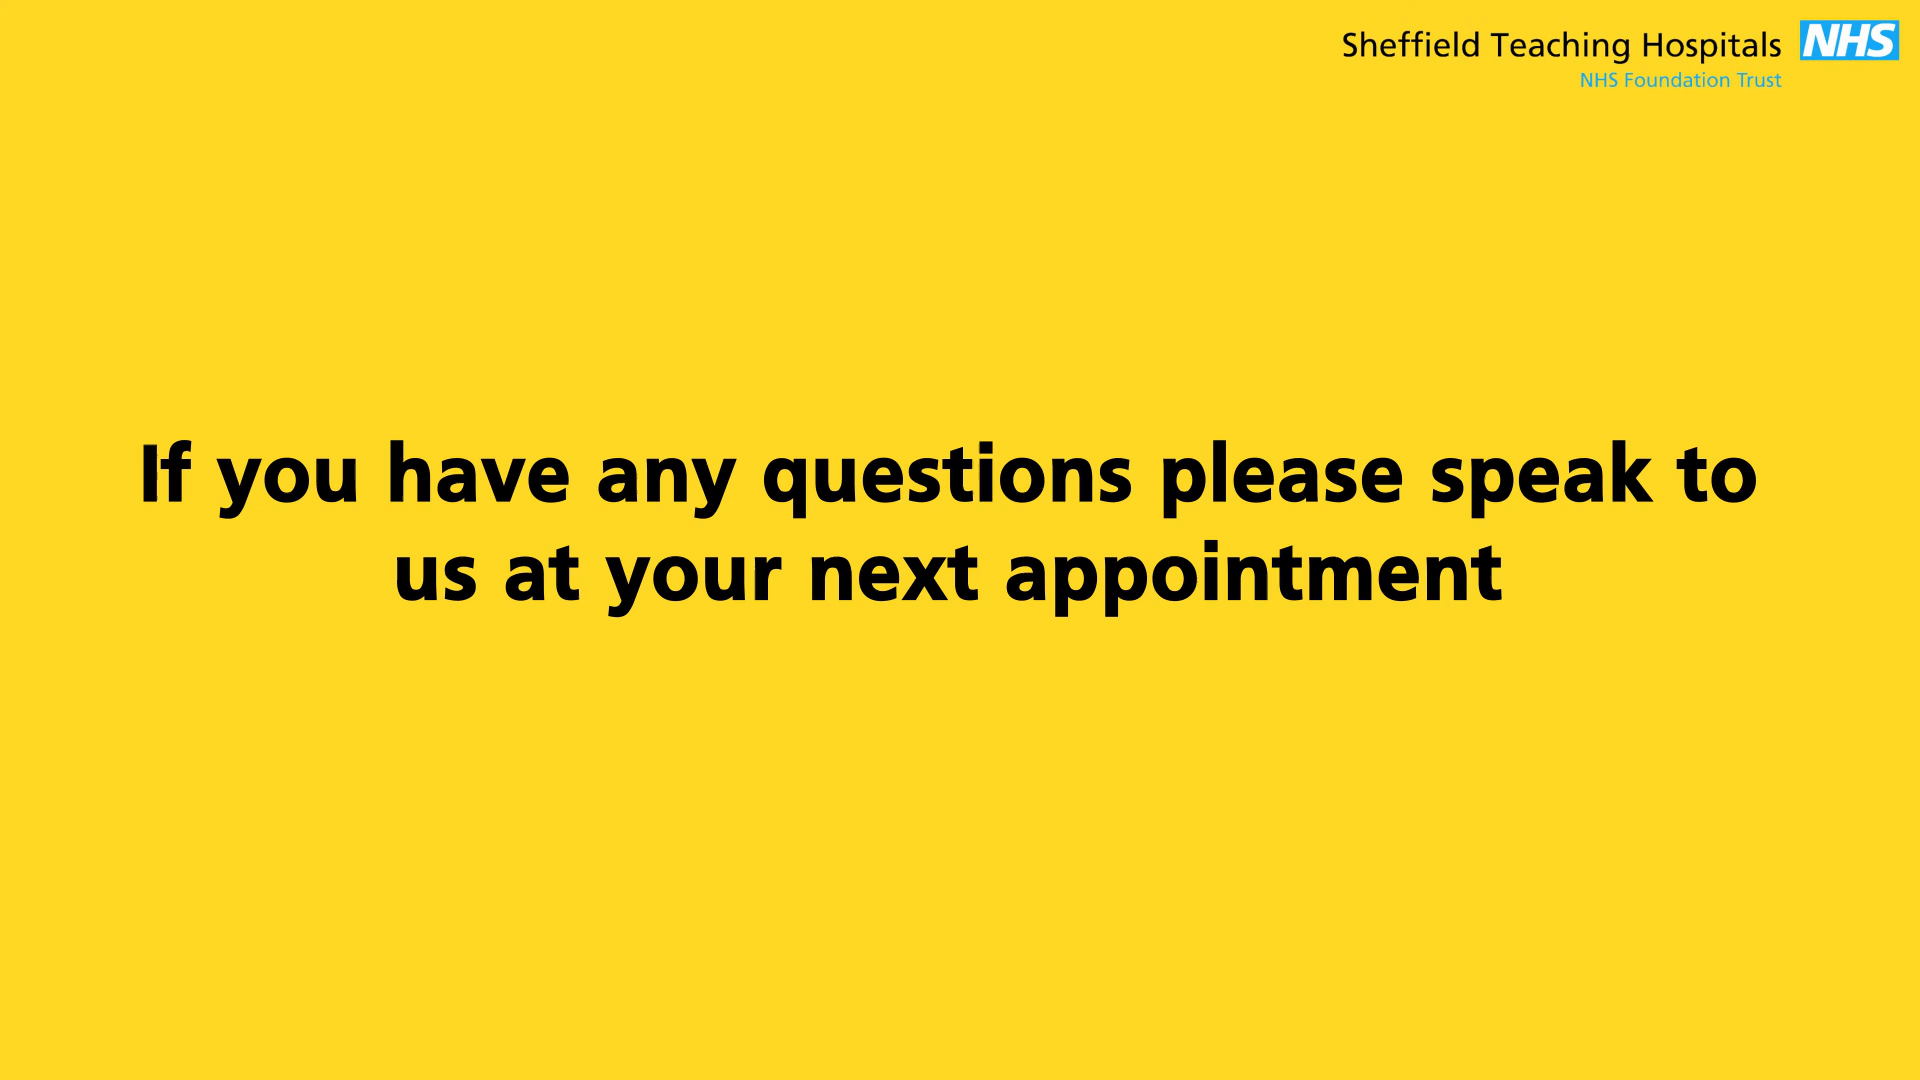 Sheffield Teaching Hospitals NHS
NHS Foundation Trust
If you have any questions please speak to
us at your next appointment